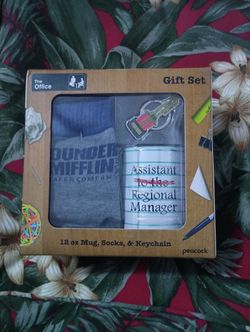 The
Office
Gift Set
DUNDER
MIFFLIN
PAPER COMPANY
Assistant
to the
Regional
Manager
12 oz Mug, Socks, & Keychain
peacock